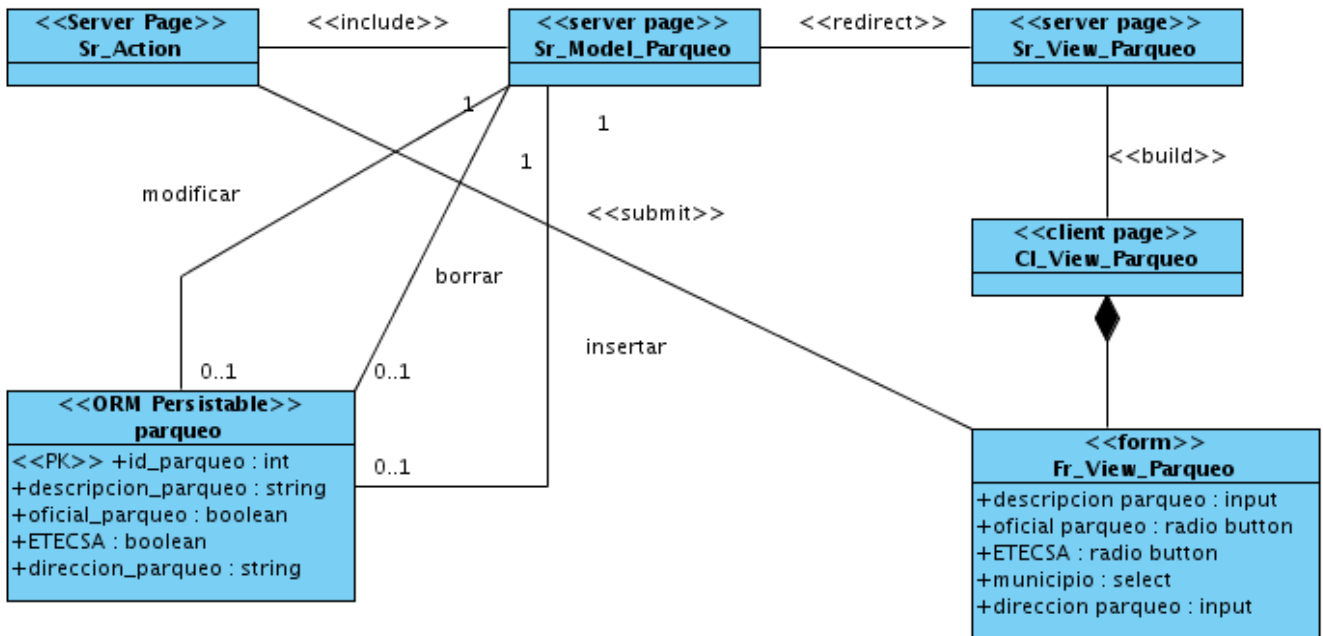 <<Server Page>>
Sr_Action
<<include>>
<<server page>>
Sr_Model_Parqueo
<<redirect>>
<<server page>>
Sr_View_Parqueo
1
1
1
modificar
<<build>>
<<submit>>
<<client page>>
Cl_View_Parqueo
borrar
insertar
0..1
0..1
0..1
<<ORM Persistable>>
parqueo
<<PK>> +id_parqueo : int
+descripcion_parqueo : string
+oficial_parqueo : boolean
+ETECSA : boolean
+direccion_parqueo : string
<<form>>
Fr_View_Parqueo
+descripcion parqueo : input
+oficial parqueo : radio button
+ETECSA : radio button
+municipio : select
+direccion parqueo : input